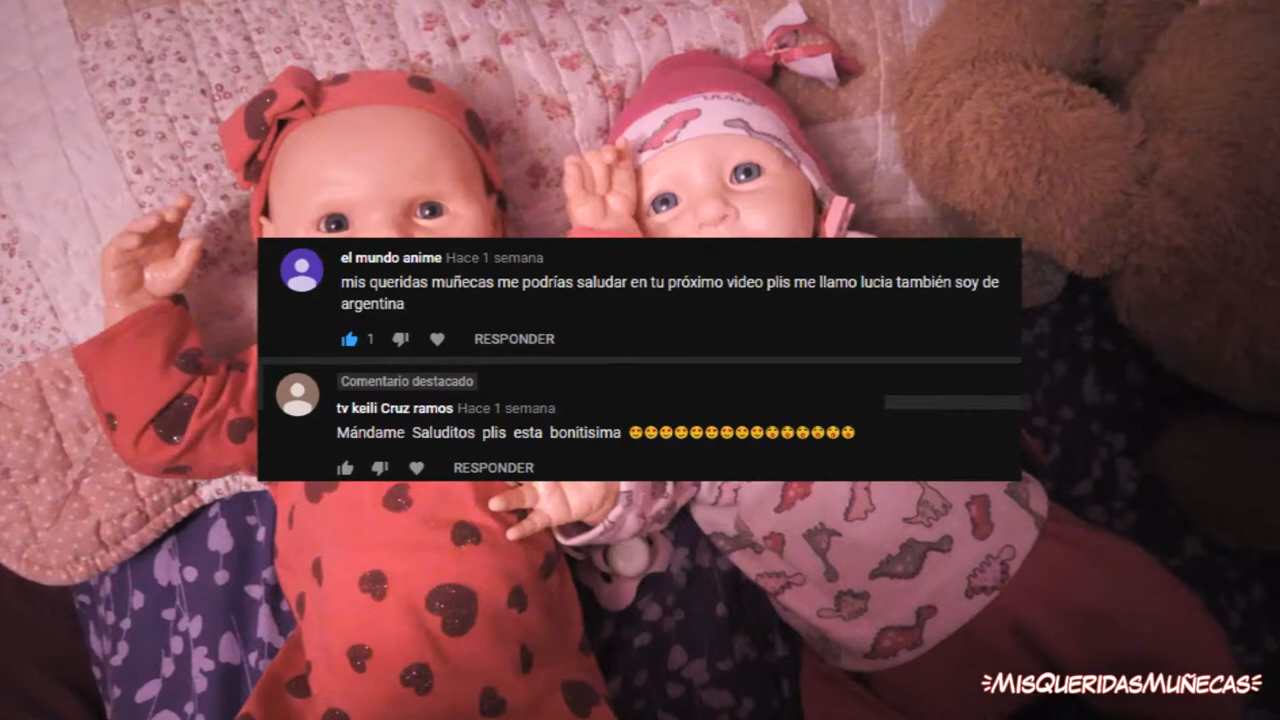 el mundo anime Hace 1 semana
mis queridas muñecas me podrías saludar en tu próximo video plis me llamo lucia también soy de
argentina
1 RESPONDER
Comentario destacado
tv keili Cruz ramos Hace 1 semana
Mándame Saluditos plis esta bonitisima 😍😍😍😍😍😍😍😍😍😲😲😲😲😲😲
RESPONDER
MISQUERIDASMUÑECAS